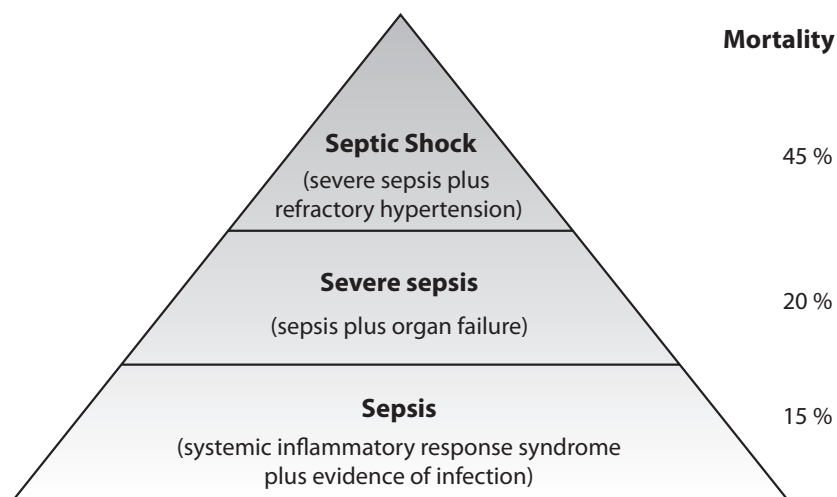 Mortality
Septic Shock
(severe sepsis plus
refractory hypertension)
45 %
Severe sepsis
(sepsis plus organ failure)
20 %
Sepsis
(systemic inflammatory response syndrome
plus evidence of infection)
15 %